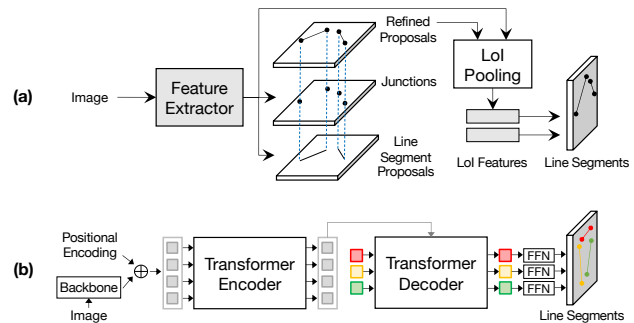 (a)
Image
Feature
Extractor
Refined
Proposals
Junctions
Line
Segment
Proposals
LoI
Pooling
LoI Features
Line Segments
(b)
Positional
Encoding
Backbone
Image
Transformer
Encoder
Transformer
Decoder
FFN
FFN
FFN
Line Segments